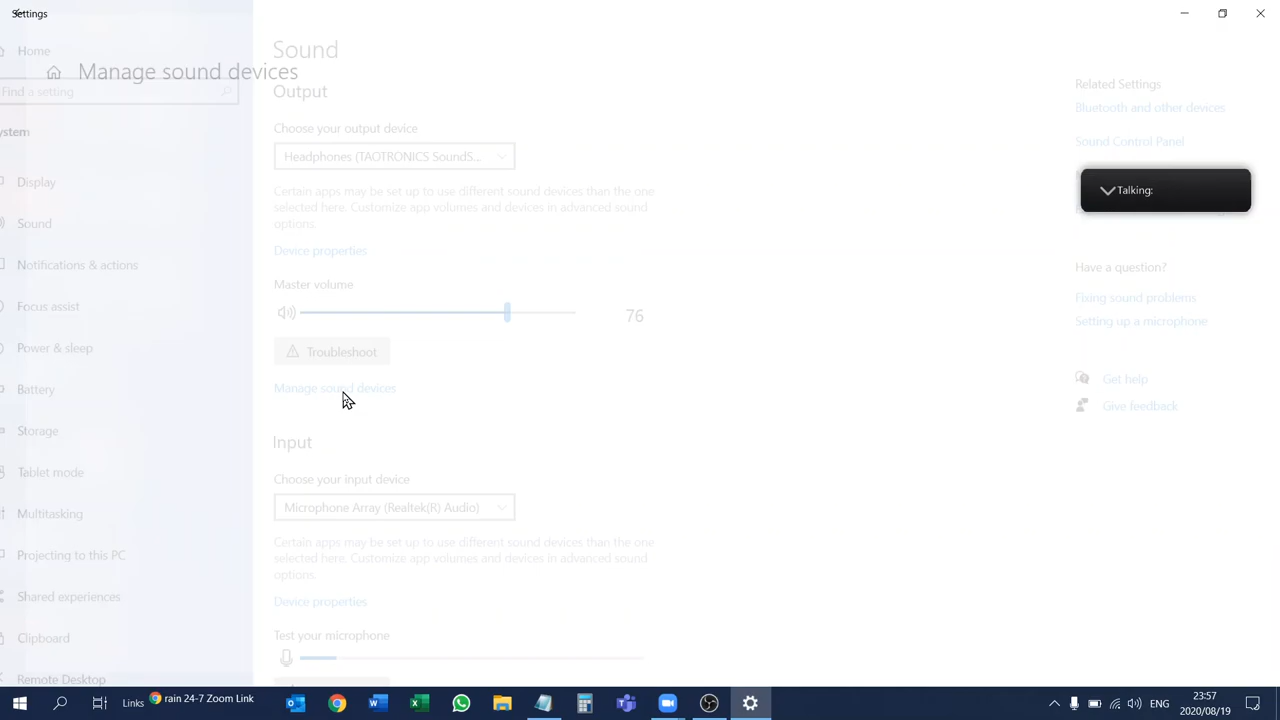 Settings
Home
Manage sound devices
Find a setting
ystem
Display
Sound
Notifications & actions
Focus assist
Power & sleep
Battery
Storage
Tablet mode
Multitasking
Projecting to this PC
Shared experiences
Clipboard
Remote Desktop
Sound
Output
Choose your output device
Headphones (TAOTRONICS SoundS...
Certain apps may be set up to use different sound devices than the one
selected here. Customize app volumes and devices in advanced sound
options.
Device properties
Master volume
76
Troubleshoot
Manage sound devices
Input
Choose your input device
Microphone Array (Realtek(R) Audio)
Certain apps may be set up to use different sound devices than the one
selected here. Customize app volumes and devices in advanced sound
options.
Device properties
Test your microphone
Related Settings
Bluetooth and other devices
Sound Control Panel
Talking:
Have a question?
Fixing sound problems
Setting up a microphone
Get help
Give feedback
Links
rain 24-7 Zoom Link
ENG
23:57
2020/08/19